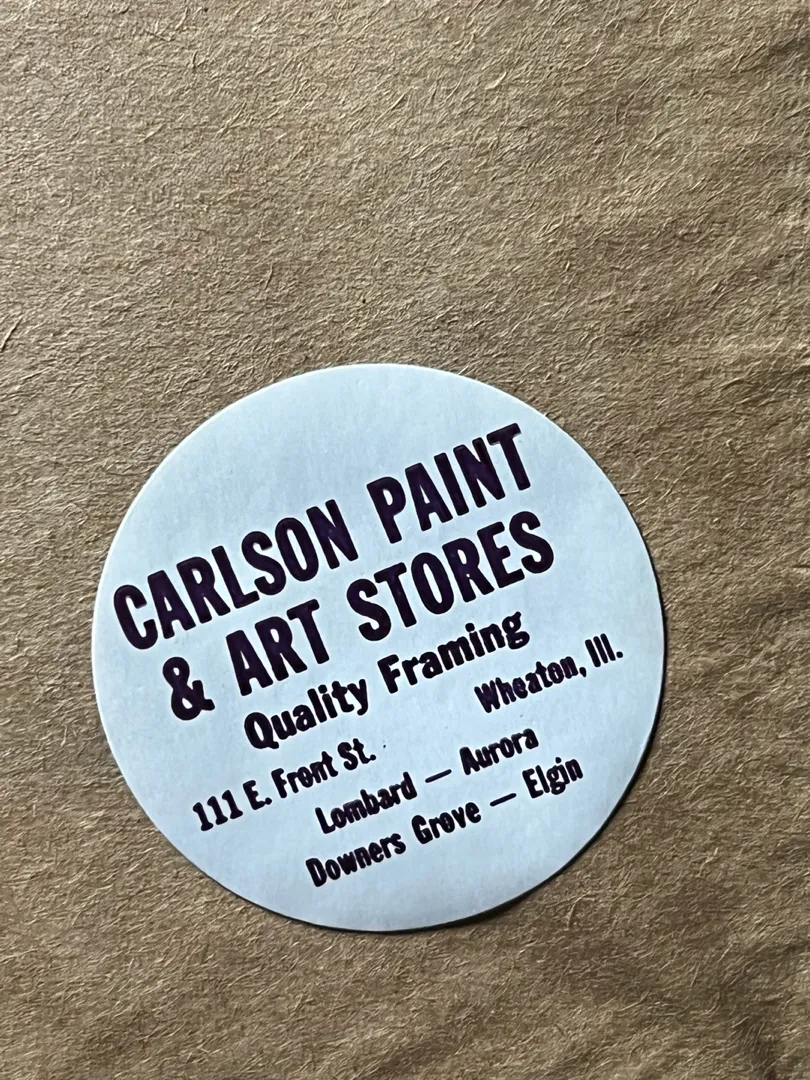 CARLSON PAINT
& ART STORES
Quality Framing
111 E. Front St. Wheaton, Ill.
Lombard — Aurora
Downers Grove — Elgin